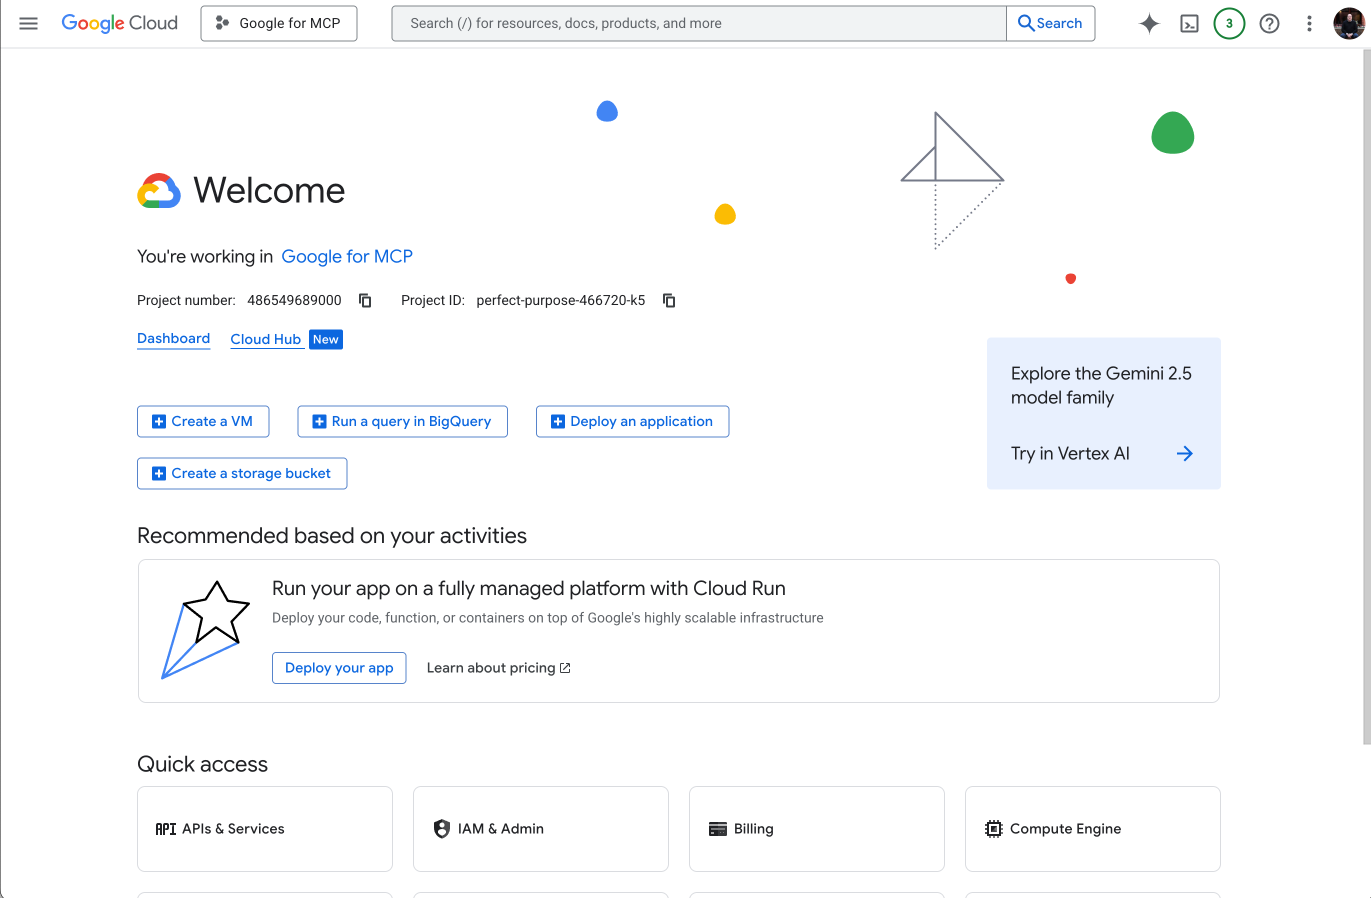 Google Cloud
Google for MCP
Search (/) for resources, docs, products, and more
Search
3
Welcome
You're working in Google for MCP
Project number: 486549689000 Project ID: perfect-purpose-466720-k5
Dashboard Cloud Hub New
Explore the Gemini 2.5
model family
Try in Vertex AI
Create a VM Run a query in BigQuery Deploy an application
Create a storage bucket
Recommended based on your activities
Run your app on a fully managed platform with Cloud Run
Deploy your code, function, or containers on top of Google's highly scalable infrastructure
Deploy your app Learn about pricing
Quick access
API APIs & Services IAM & Admin Billing Compute Engine